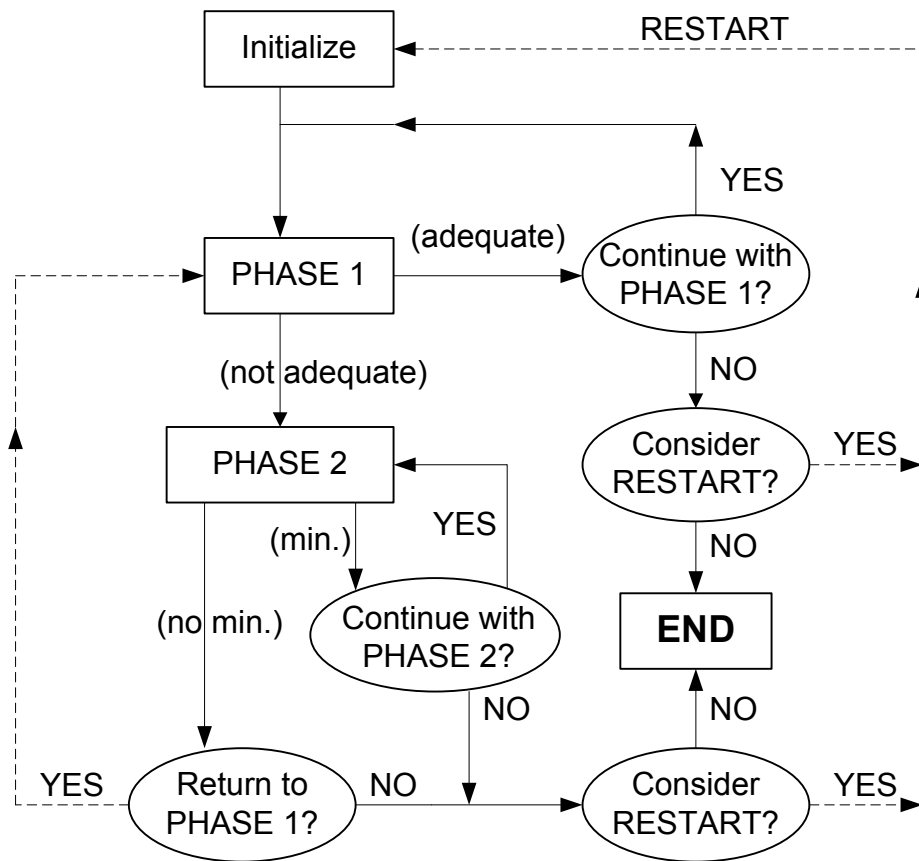 RESTART
Initialize
YES
(adequate)
Continue with
PHASE 1?
PHASE 1
NO
(not adequate)
Consider
RESTART?
YES
PHASE 2
YES
(min.)
NO
(no min.)
Continue with
PHASE 2?
END
NO
NO
YES
Return to
PHASE 1?
NO
Consider
RESTART?
YES